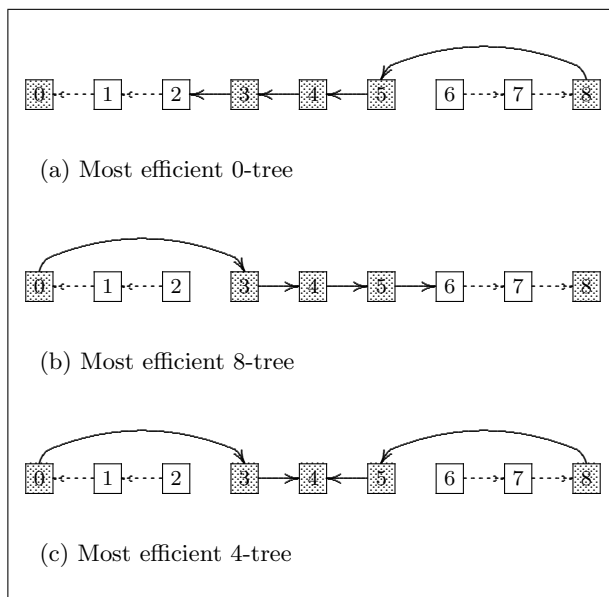 0 1 2 3 4 5 6 7 8
(a) Most efficient 0-tree
0 1 2 3 4 5 6 7 8
(b) Most efficient 8-tree
0 1 2 3 4 5 6 7 8
(c) Most efficient 4-tree